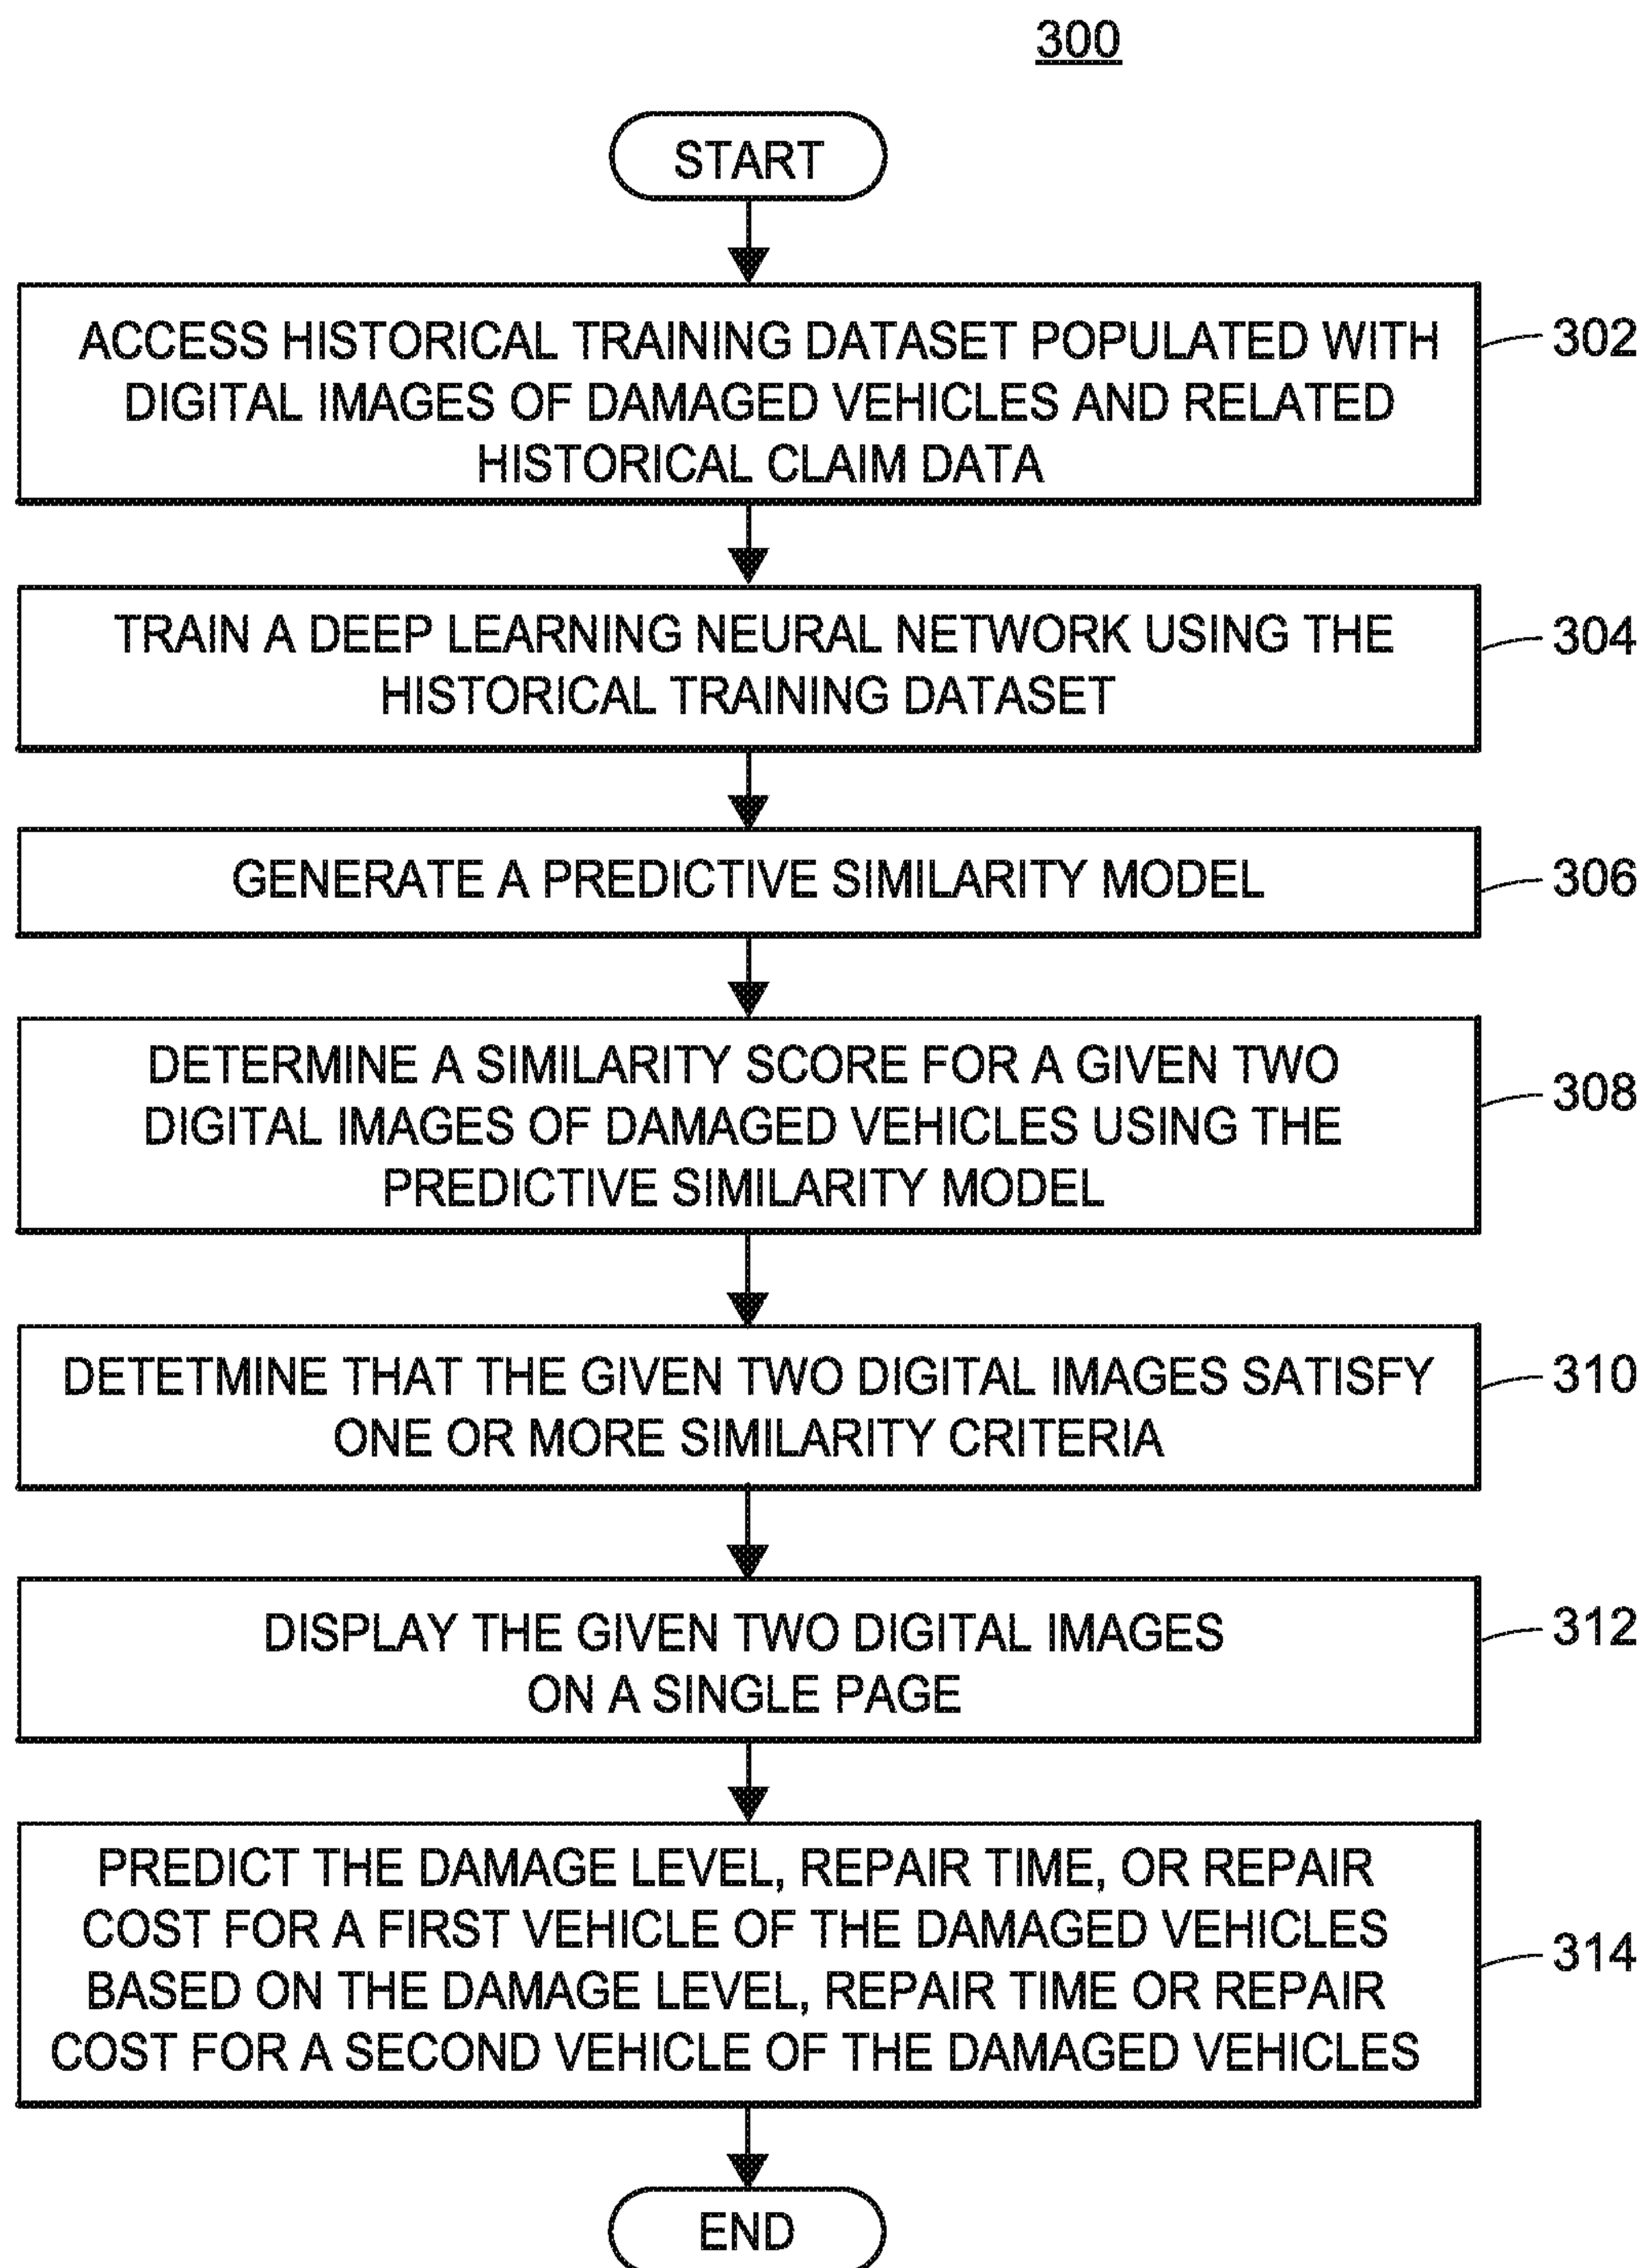 300
START
ACCESS HISTORICAL TRAINING DATASET POPULATED WITH
DIGITAL IMAGES OF DAMAGED VEHICLES AND RELATED
HISTORICAL CLAIM DATA
302
TRAIN A DEEP LEARNING NEURAL NETWORK USING THE
HISTORICAL TRAINING DATASET
304
GENERATE A PREDICTIVE SIMILARITY MODEL
306
DETERMINE A SIMILARITY SCORE FOR A GIVEN TWO
DIGITAL IMAGES OF DAMAGED VEHICLES USING THE
PREDICTIVE SIMILARITY MODEL
308
DETETMINE THAT THE GIVEN TWO DIGITAL IMAGES SATISFY
ONE OR MORE SIMILARITY CRITERIA
310
DISPLAY THE GIVEN TWO DIGITAL IMAGES
ON A SINGLE PAGE
312
PREDICT THE DAMAGE LEVEL, REPAIR TIME, OR REPAIR
COST FOR A FIRST VEHICLE OF THE DAMAGED VEHICLES
BASED ON THE DAMAGE LEVEL, REPAIR TIME OR REPAIR
COST FOR A SECOND VEHICLE OF THE DAMAGED VEHICLES
314
END